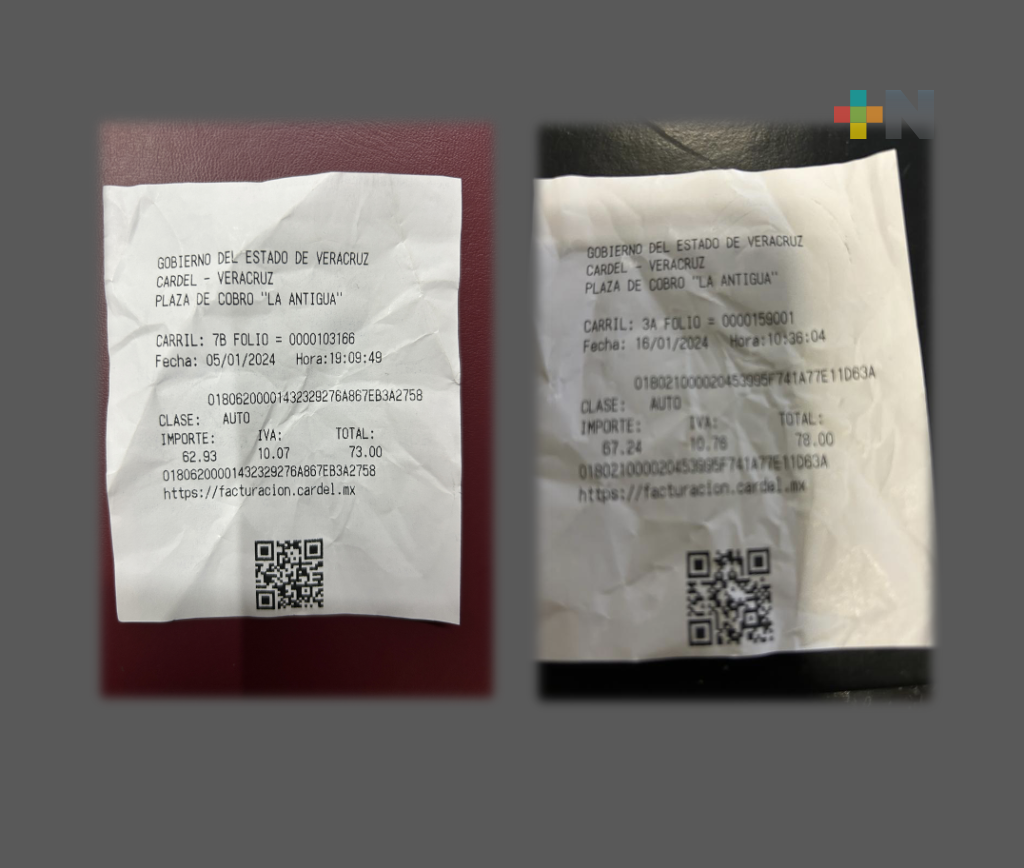 GOBIERNO DEL ESTADO DE VERACRUZ
CARDEL - VERACRUZ
PLAZA DE COBRO "LA ANTIGUA"
CARRIL: 7B FOLIO = 0000103166
Fecha: 05/01/2024 Hora:19:09:49
01806200001432329276A867EB3A2758
CLASE: AUTO
IMPORTE: IVA: TOTAL:
62.93 10.07 73.00
01806200001432329276A867EB3A2758
https://facturacion.cardel.mx
+N
GOBIERNO DEL ESTADO DE VERACRUZ
CARDEL - VERACRUZ
PLAZA DE COBRO "LA ANTIGUA"
CARRIL: 3A FOLIO = 0000159001
Fecha: 16/01/2024 Hora:10:36:04
018021000020453995F741A77E11D63A
CLASE: AUTO
IMPORTE: IVA: TOTAL:
67.24 10.76 78.00
018021000020453995F741A77E11D63A
https://facturacion.cardel.mx